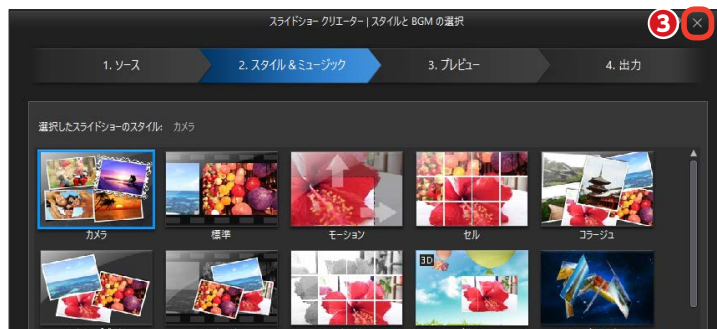 スライドショー クリエーター | スタイルと BGM の選択
3
×
1. ソース
2. スタイル & ミュージック
3. プレビュー
4. 出力
選択したスライドショーのスタイル: カメラ
カメラ
標準
モーション
セル
コラージュ
3D